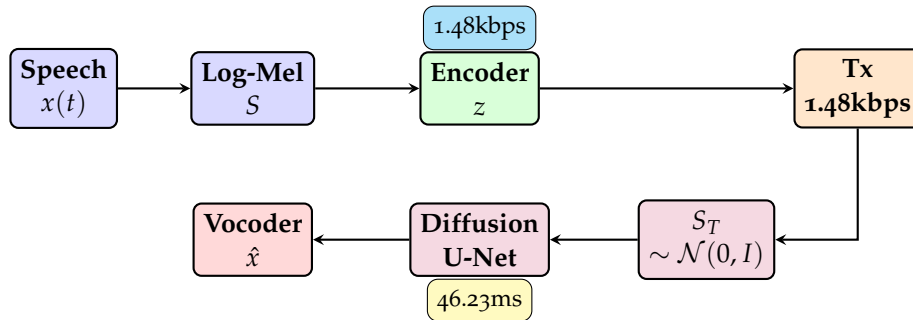 1.48kbps
Speech
x(t)
Log-Mel
S
Encoder
z
Tx
1.48kbps
Vocoder
x̂
Diffusion
U-Net
S_T
∼ 𝒩(0, I)
46.23ms